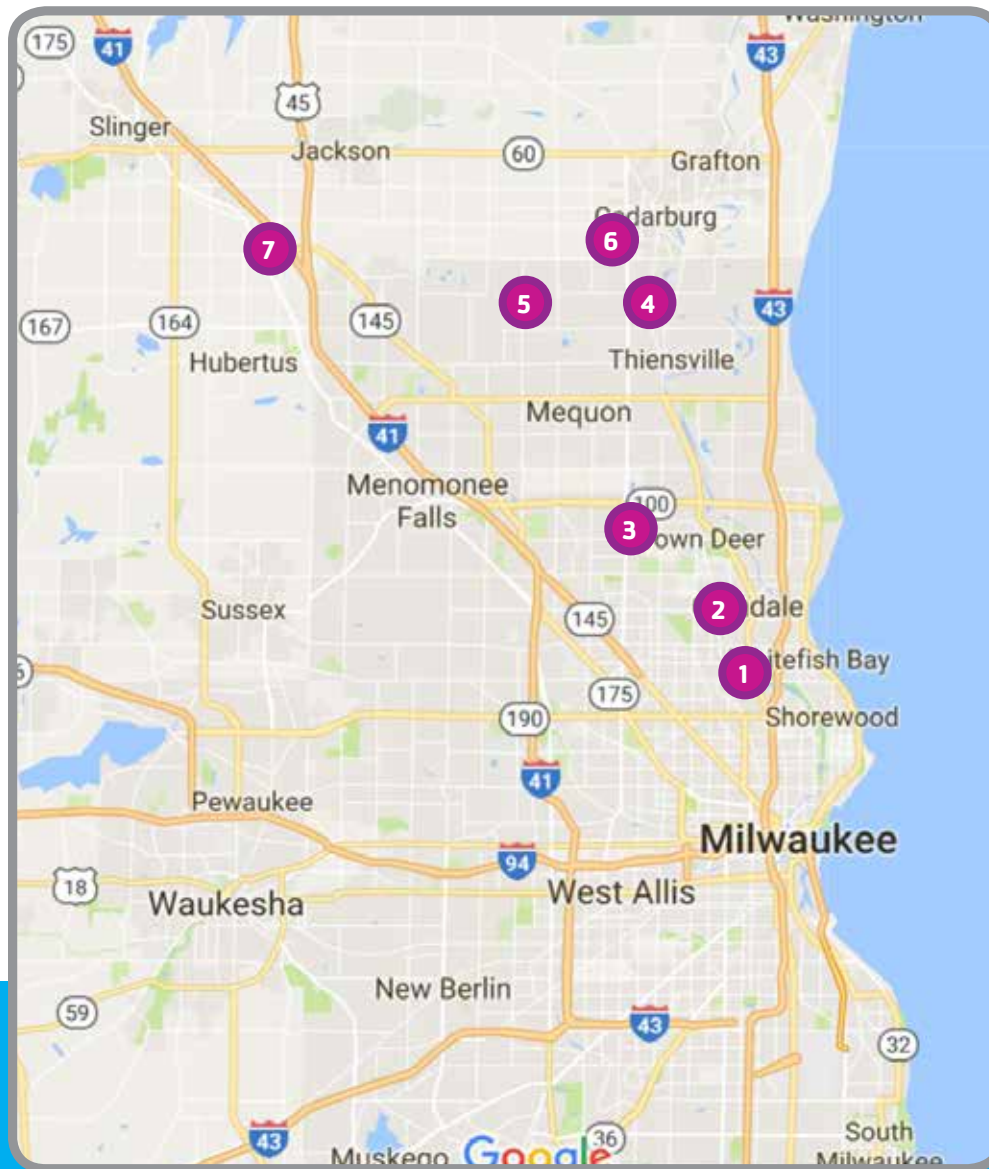 Washington
175
41
43
45
Slinger
Jackson
60
Grafton
Cedarburg
6
7
5
4
43
167
164
145
Hubertus
Thiensville
Mequon
41
Menomonee
Falls
100
3
own Deer
2
dale
Sussex
145
1
itefish Bay
175
190
Shorewood
41
Pewaukee
Milwaukee
94
18
West Allis
Waukesha
New Berlin
59
43
32
43
36
South
Milwaukee
Muskego
Google